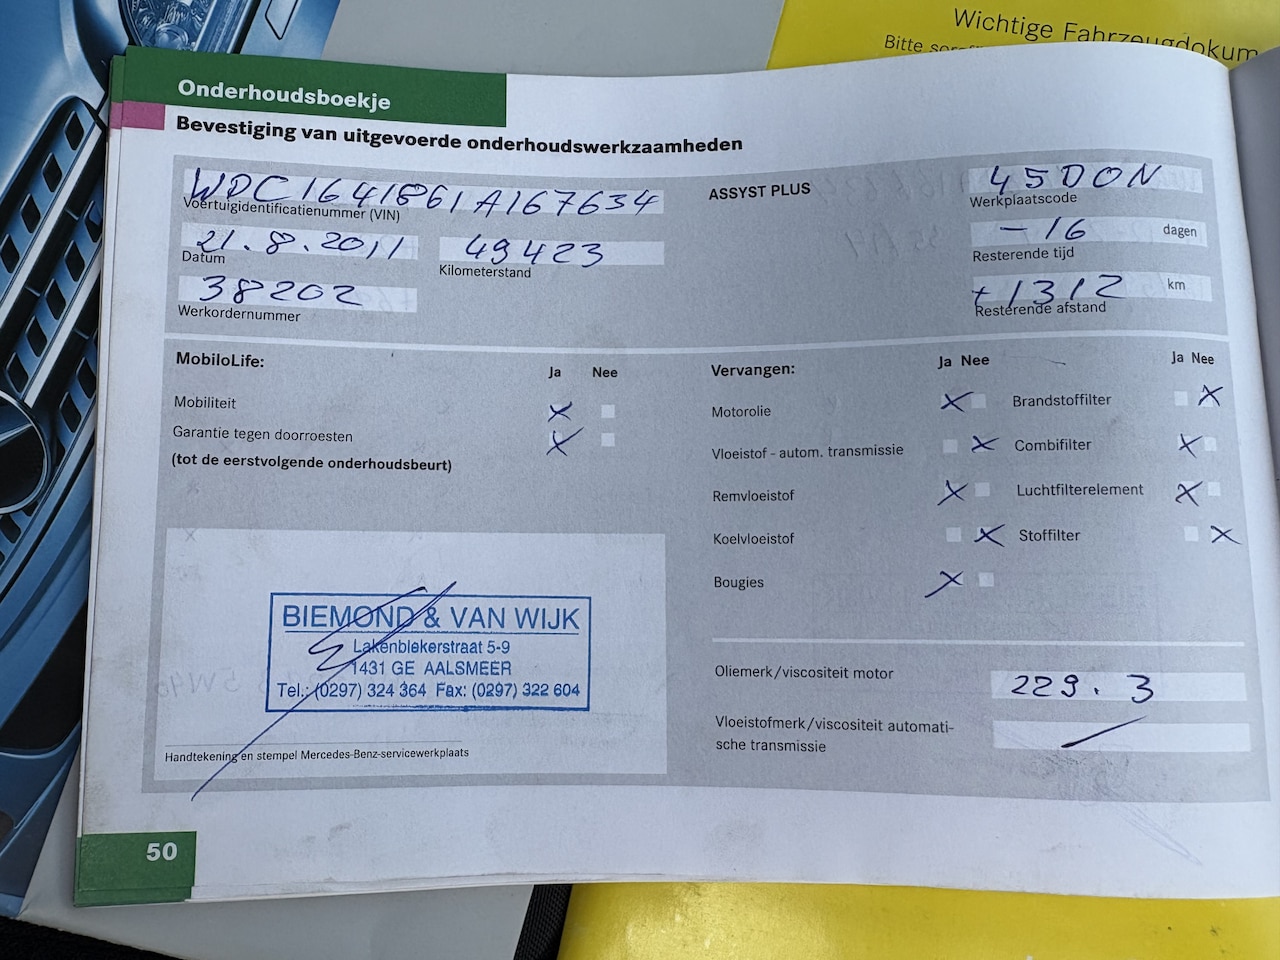 Wichtige Fahrzeugdokum
Bitte
Onderhoudsboekje
Bevestiging van uitgevoerde onderhoudswerkzaamheden
WDC1641861A167634
Voertuigidentificatienummer (VIN)
21.8.2011
Datum
49423
Kilometerstand
38202
Werkordernummer
ASSYST PLUS
45DON
Werkplaatscode
-16 dagen
Resterende tijd
+1312 km
Resterende afstand
MobiloLife:
Ja Nee
Mobiliteit X
Garantie tegen doorroesten X
(tot de eerstvolgende onderhoudsbeurt)
Vervangen:
Ja Nee
Motorolie X
Vloeistof - autom. transmissie X
Remvloeistof X
Koelvloeistof X
Bougies X
Ja Nee
Brandstoffilter X
Combifilter X
Luchtfilterelement X
Stoffilter X
BIEMOND & VAN WIJK
Lakenblekerstraat 5-9
1431 GE AALSMEER
Tel.: (0297) 324 364 Fax: (0297) 322 604
Handtekening en stempel Mercedes-Benz-servicewerkplaats
Oliemerk/viscositeit motor
229.3
Vloeistofmerk/viscositeit automati-
sche transmissie
50